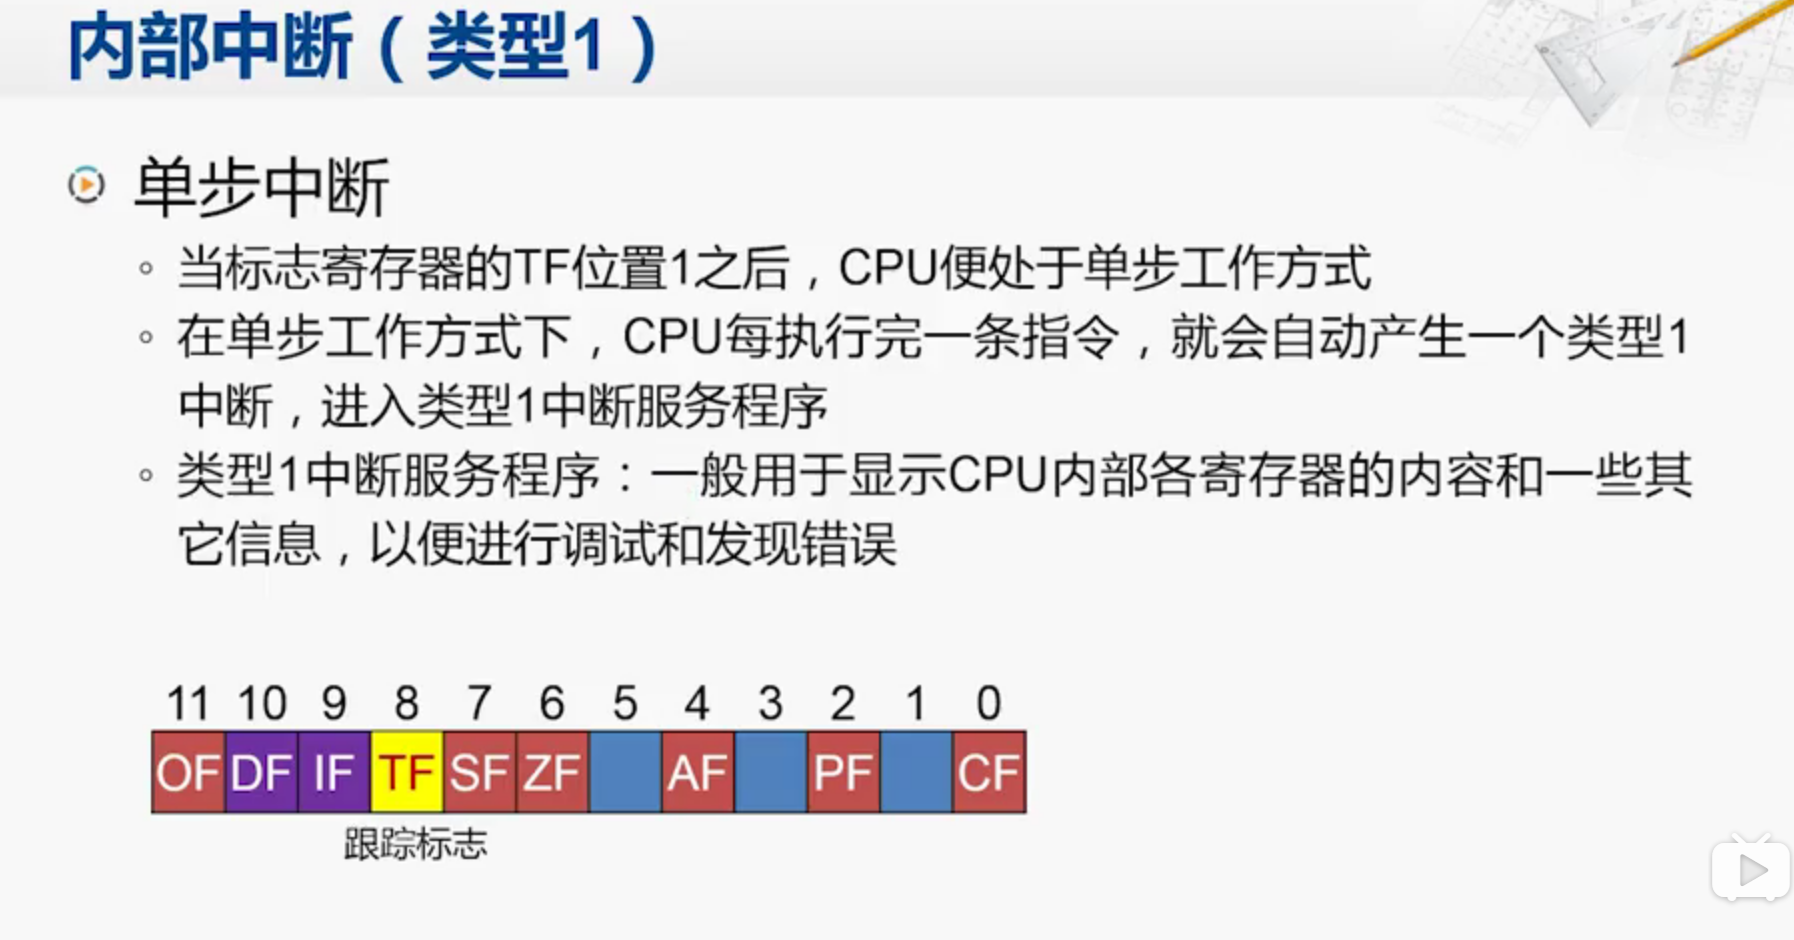 内部中断（类型1）
单步中断
当标志寄存器的TF位置1之后，CPU便处于单步工作方式
在单步工作方式下，CPU每执行完一条指令，就会自动产生一个类型1
中断，进入类型1中断服务程序
类型1中断服务程序：一般用于显示CPU内部各寄存器的内容和一些其
它信息，以便进行调试和发现错误
11 10 9 8 7 6 5 4 3 2 1 0
OF DF IF TF SF ZF AF PF CF
跟踪标志